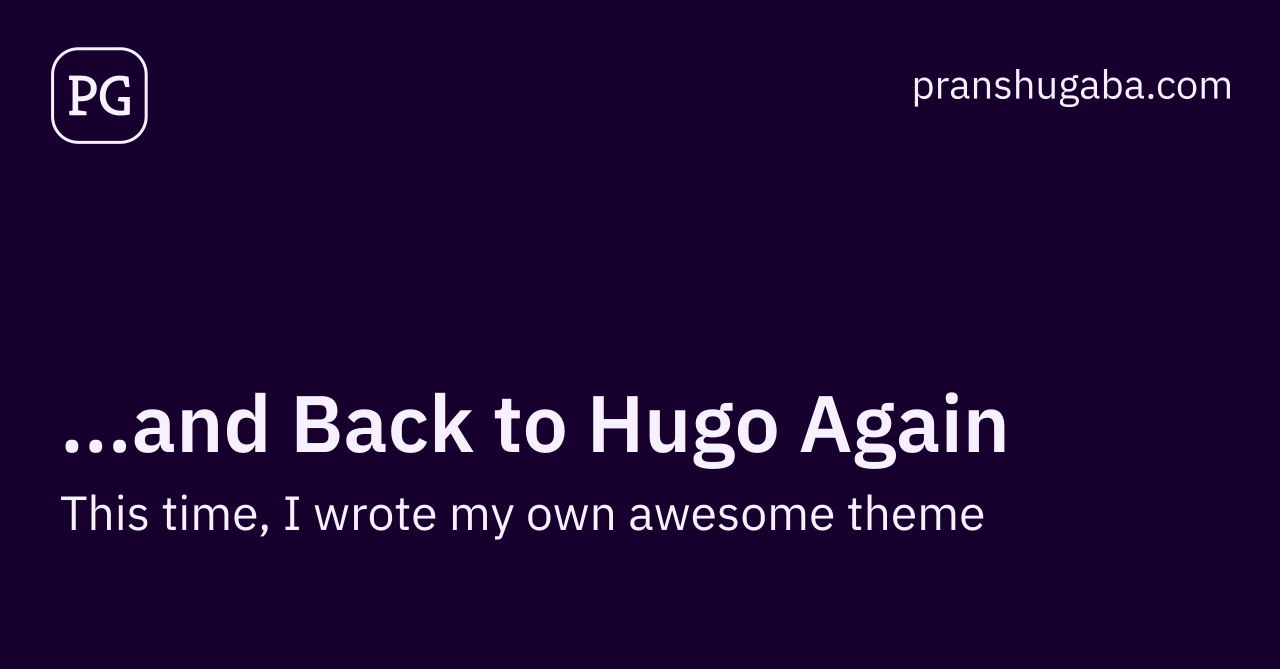 PG
pranshugaba.com
...and Back to Hugo Again
This time, I wrote my own awesome theme